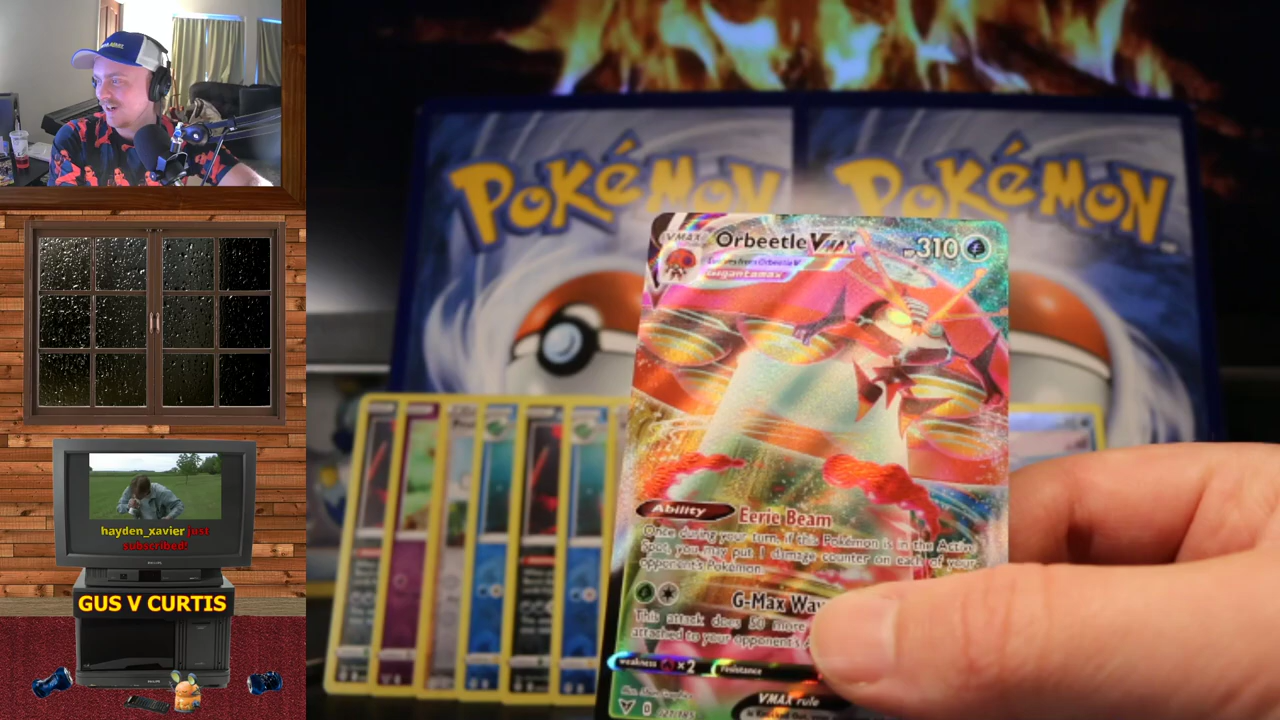 POKéMON
POKéMON
VMAX
Orbeetle VMAX
310
Evolves from Orbeetle V
Gigantamax
Ability
Eerie Beam
Once during your turn, if this Pokémon is in the Active
Spot, you may put 1 damage counter on each of your
opponent's Pokémon.
G-Max Wav
This attack does 50 more
attached to your opponent's
weakness ×2
resistance
VMAX rule
D
hayden_xavier just
subscribed!
PHILIPS
GUS V CURTIS